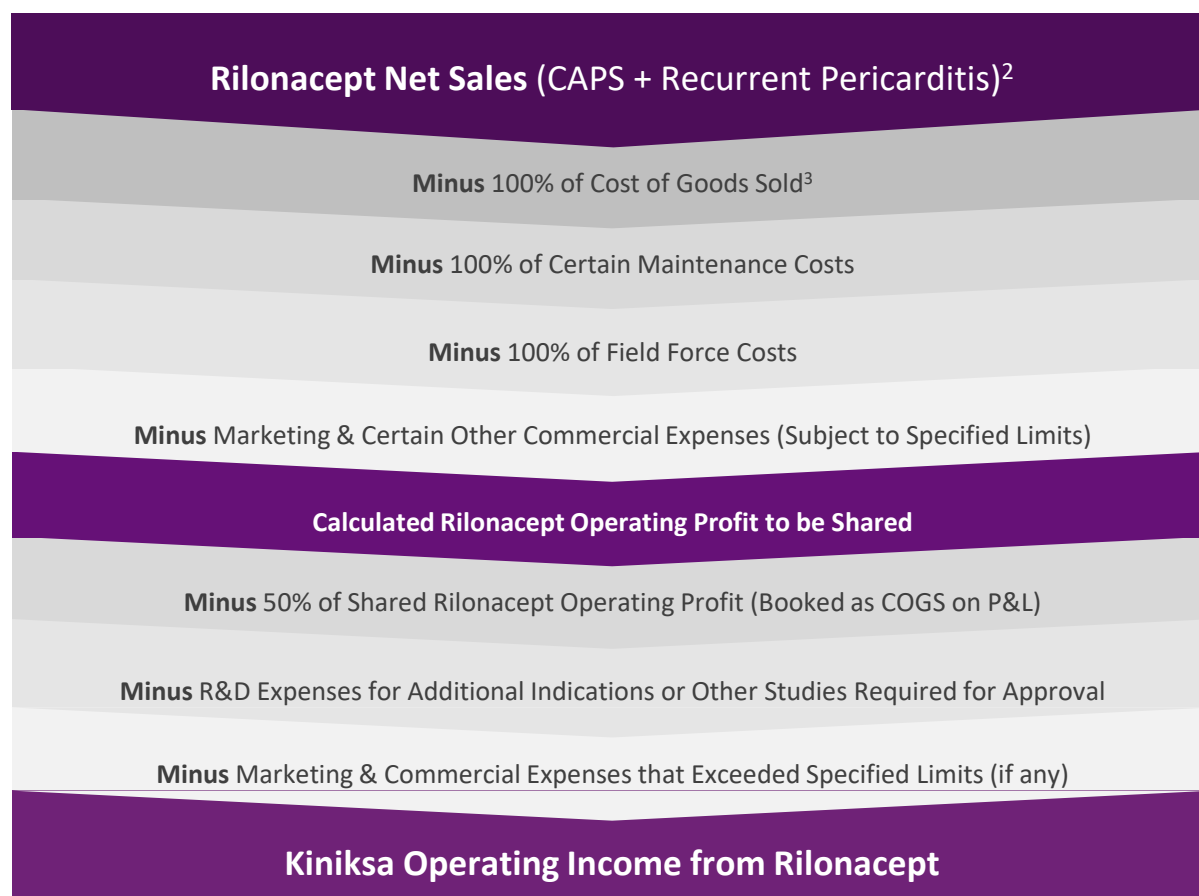 Rilonacept Net Sales (CAPS + Recurrent Pericarditis)²
Minus 100% of Cost of Goods Sold³
Minus 100% of Certain Maintenance Costs
Minus 100% of Field Force Costs
Minus Marketing & Certain Other Commercial Expenses (Subject to Specified Limits)
Calculated Rilonacept Operating Profit to be Shared
Minus 50% of Shared Rilonacept Operating Profit (Booked as COGS on P&L)
Minus R&D Expenses for Additional Indications or Other Studies Required for Approval
Minus Marketing & Commercial Expenses that Exceeded Specified Limits (if any)
Kiniksa Operating Income from Rilonacept